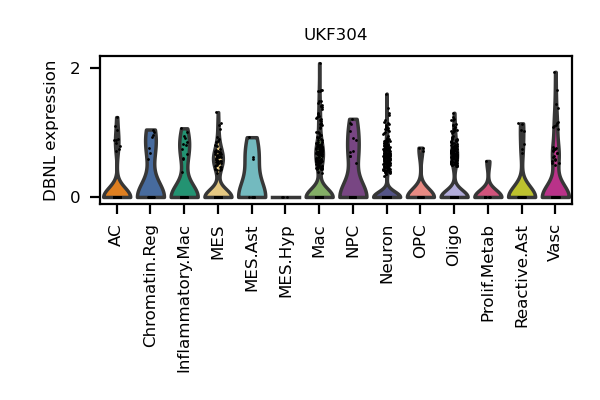 UKF304
DBNL expression
2
0
AC
Chromatin.Reg
Inflammatory.Mac
MES
MES.Ast
MES.Hyp
Mac
NPC
Neuron
OPC
Oligo
Prolif.Metab
Reactive.Ast
Vasc